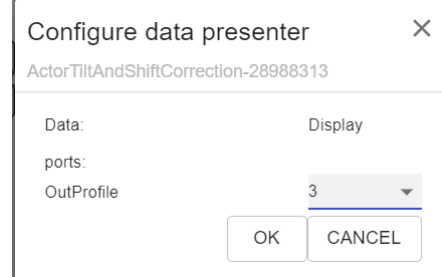 Configure data presenter
ActorTiltAndShiftCorrection-28988313
Data: Display
ports:
OutProfile 3
OK CANCEL